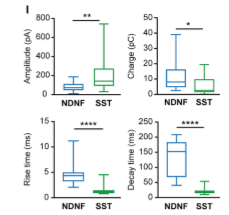 I
Amplitude (pA)
800
600
400
200
0
**
NDNF SST
Charge (pC)
50
40
30
20
10
0
*
NDNF SST
Rise time (ms)
15
10
5
0
****
NDNF SST
Decay time (ms)
250
200
150
100
50
0
****
NDNF SST